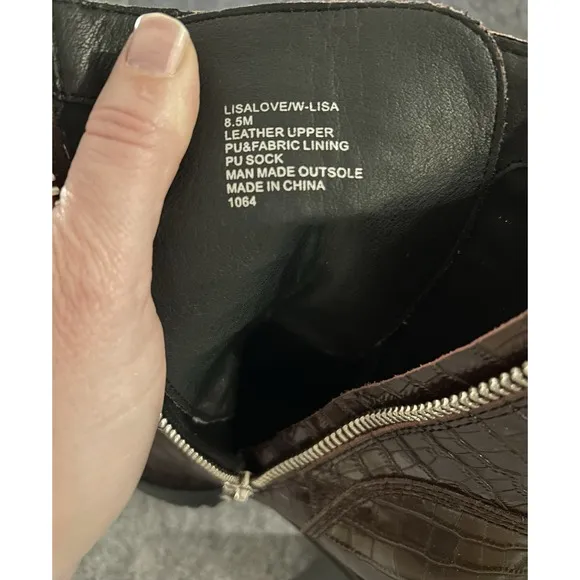 LISALOVE/W-LISA
8.5M
LEATHER UPPER
PU&FABRIC LINING
PU SOCK
MAN MADE OUTSOLE
MADE IN CHINA
1064